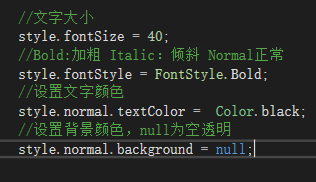 //文字大小
style.fontSize = 40;
//Bold:加粗 Italic: 倾斜 Normal正常
style.fontStyle = FontStyle.Bold;
//设置文字颜色
style.normal.textColor =  Color.black;
//设置背景颜色, null为空透明
style.normal.background = null;